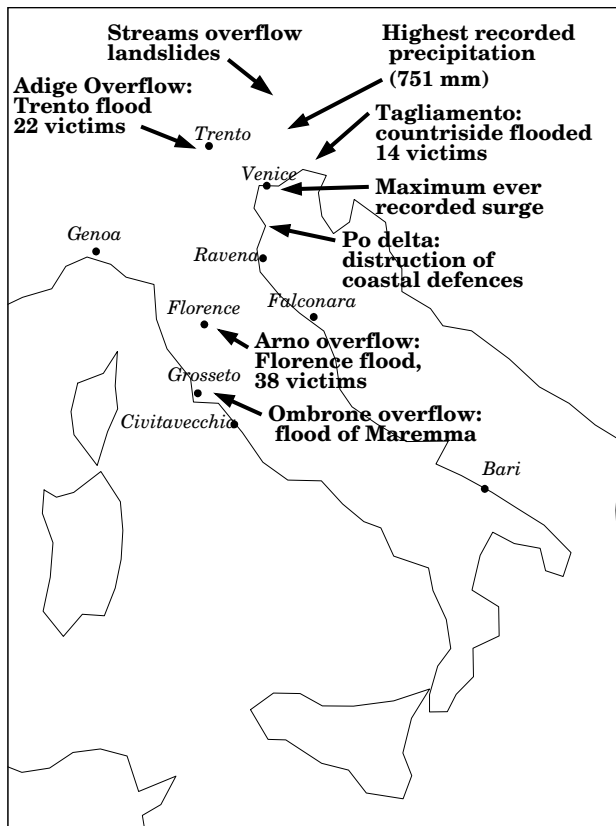 Streams overflow
landslides
Highest recorded
precipitation
(751 mm)
Adige Overflow:
Trento flood
22 victims
Trento
Tagliamento:
countriside flooded
14 victims
Venice
Maximum ever
recorded surge
Genoa
Ravena
Po delta:
distruction of
coastal defences
Florence
Falconara
Arno overflow:
Florence flood,
38 victims
Grosseto
Ombrone overflow:
flood of Maremma
Civitavecchia
Bari